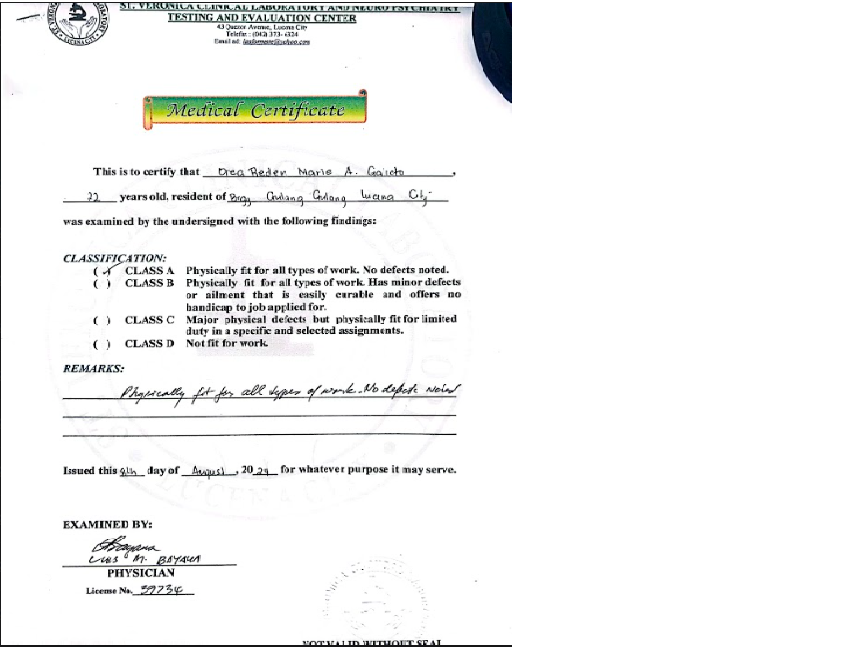 ST. VERONICA CLINICAL LABORATORY AND NEURO PSYCHIATRY
TESTING AND EVALUATION CENTER
43 Quezon Avenue, Lucena City
Telefax : (042) 373- 6324
Email ad:
Medical Certificate
This is to certify that Drea Reden Marie A.
22 years old, resident of Brgy Gulang Gulang Lucena City
was examined by the undersigned with the following findings:
CLASSIFICATION:
(✓) CLASS A Physically fit for all types of work. No defects noted.
( ) CLASS B Physically fit for all types of work. Has minor defects
or ailment that is easily curable and offers no
handicap to job applied for.
( ) CLASS C Major physical defects but physically fit for limited
duty in a specific and selected assignments.
( ) CLASS D Not fit for work.
REMARKS:
Physically fit for all types of work. No defects noted
Issued this day of August, 20 24 for whatever purpose it may serve.
EXAMINED BY:
M. BAYANA
PHYSICIAN
License No. 39734
NOT VALID WITHOUT SEAL